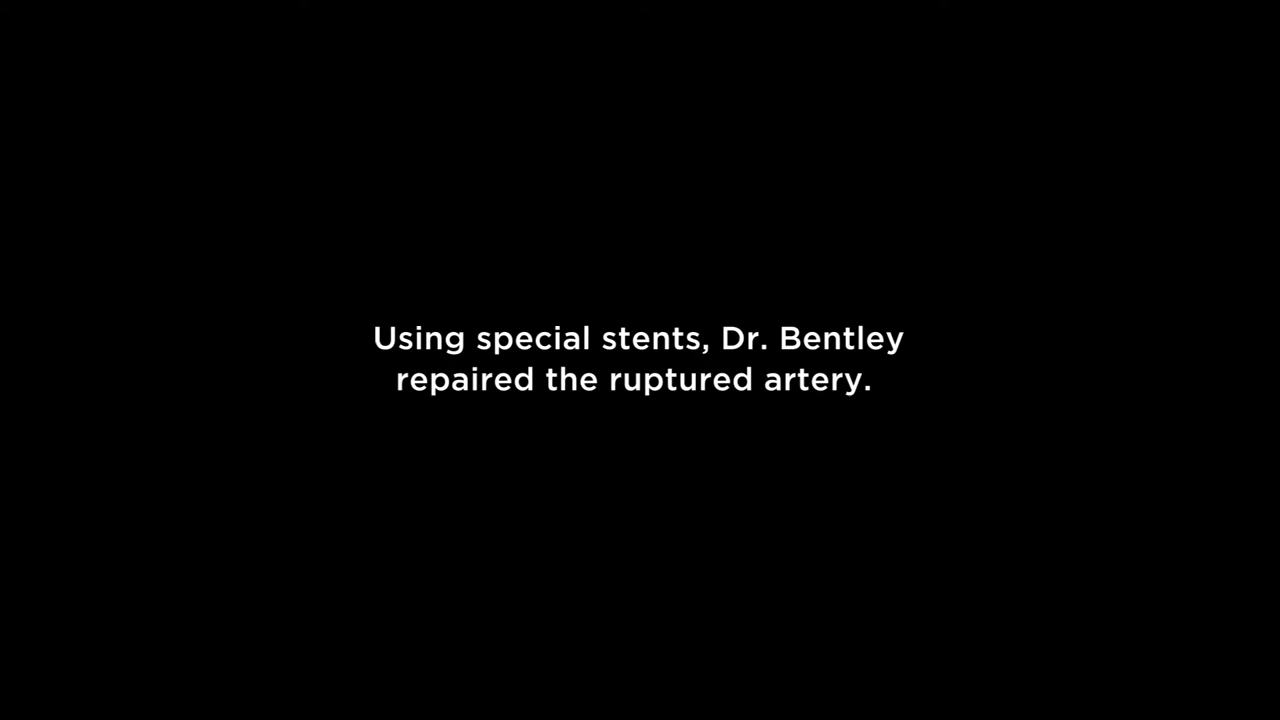 Using special stents, Dr. Bentley
repaired the ruptured artery.